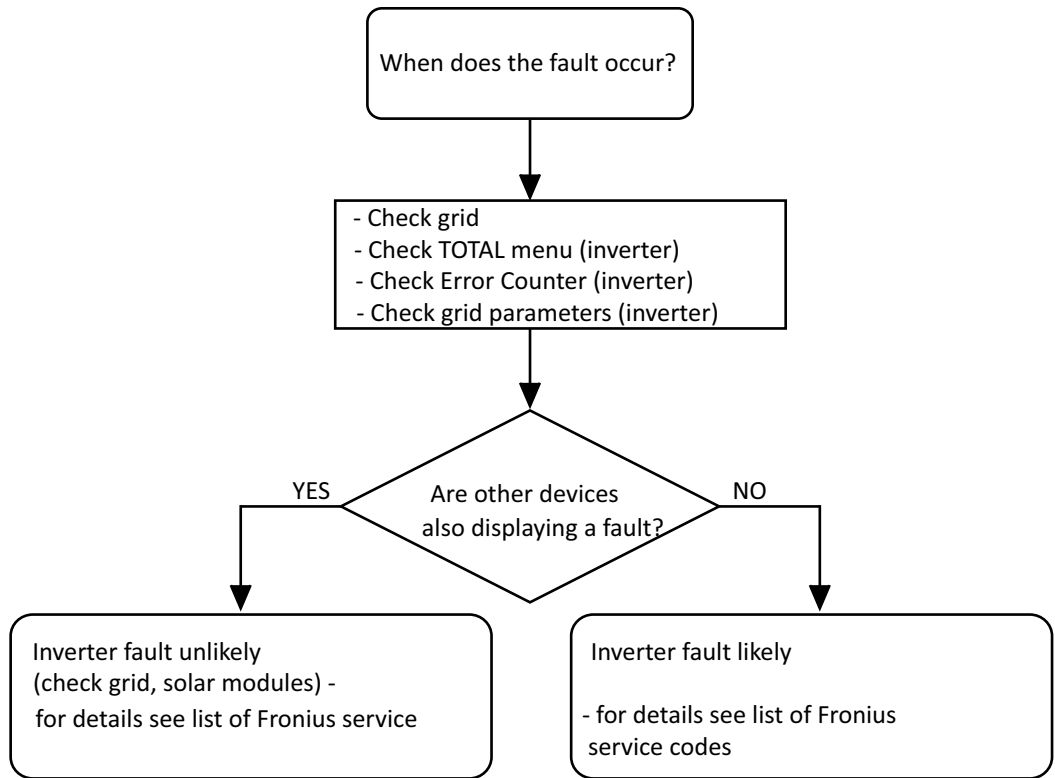 When does the fault occur?
- Check grid
- Check TOTAL menu (inverter)
- Check Error Counter (inverter)
- Check grid parameters (inverter)
YES
NO
Are other devices
also displaying a fault?
Inverter fault unlikely
(check grid, solar modules) -
for details see list of Fronius service
Inverter fault likely
- for details see list of Fronius
service codes